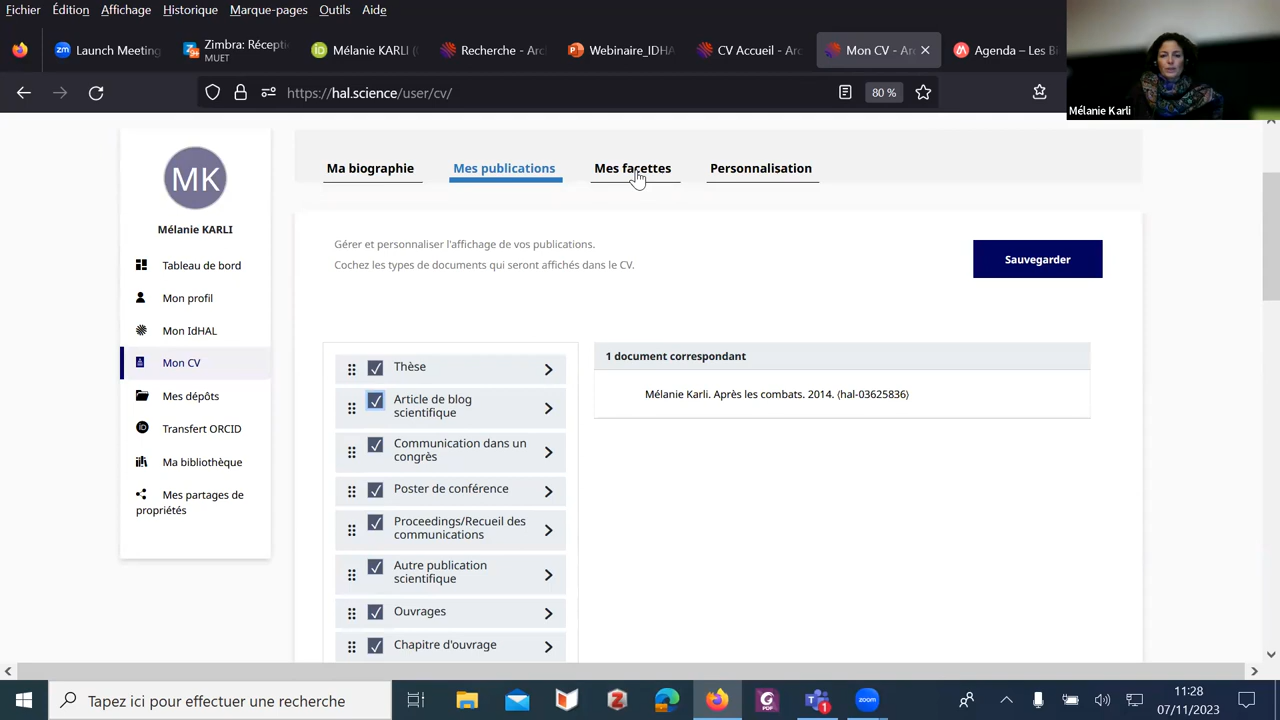 Fichier Édition Affichage Historique Marque-pages Outils Aide
Launch Meeting
Zimbra: Récepti
MUET
Mélanie KARLI (
Recherche - Arc
Webinaire_IDHA
CV Accueil - Arc
Mon CV - Arc
Agenda – Les Bi
https://hal.science/user/cv/
80 %
Mélanie Karli
MK
Mélanie KARLI
Tableau de bord
Mon profil
Mon IdHAL
Mon CV
Mes dépôts
Transfert ORCID
Ma bibliothèque
Mes partages de
propriétés
Ma biographie Mes publications Mes facettes Personnalisation
Gérer et personnaliser l'affichage de vos publications.
Cochez les types de documents qui seront affichés dans le CV.
Sauvegarder
Thèse
Article de blog
scientifique
Communication dans un
congrès
Poster de conférence
Proceedings/Recueil des
communications
Autre publication
scientifique
Ouvrages
Chapitre d'ouvrage
1 document correspondant
Mélanie Karli. Après les combats. 2014. ⟨hal-03625836⟩
Tapez ici pour effectuer une recherche
11:28
07/11/2023